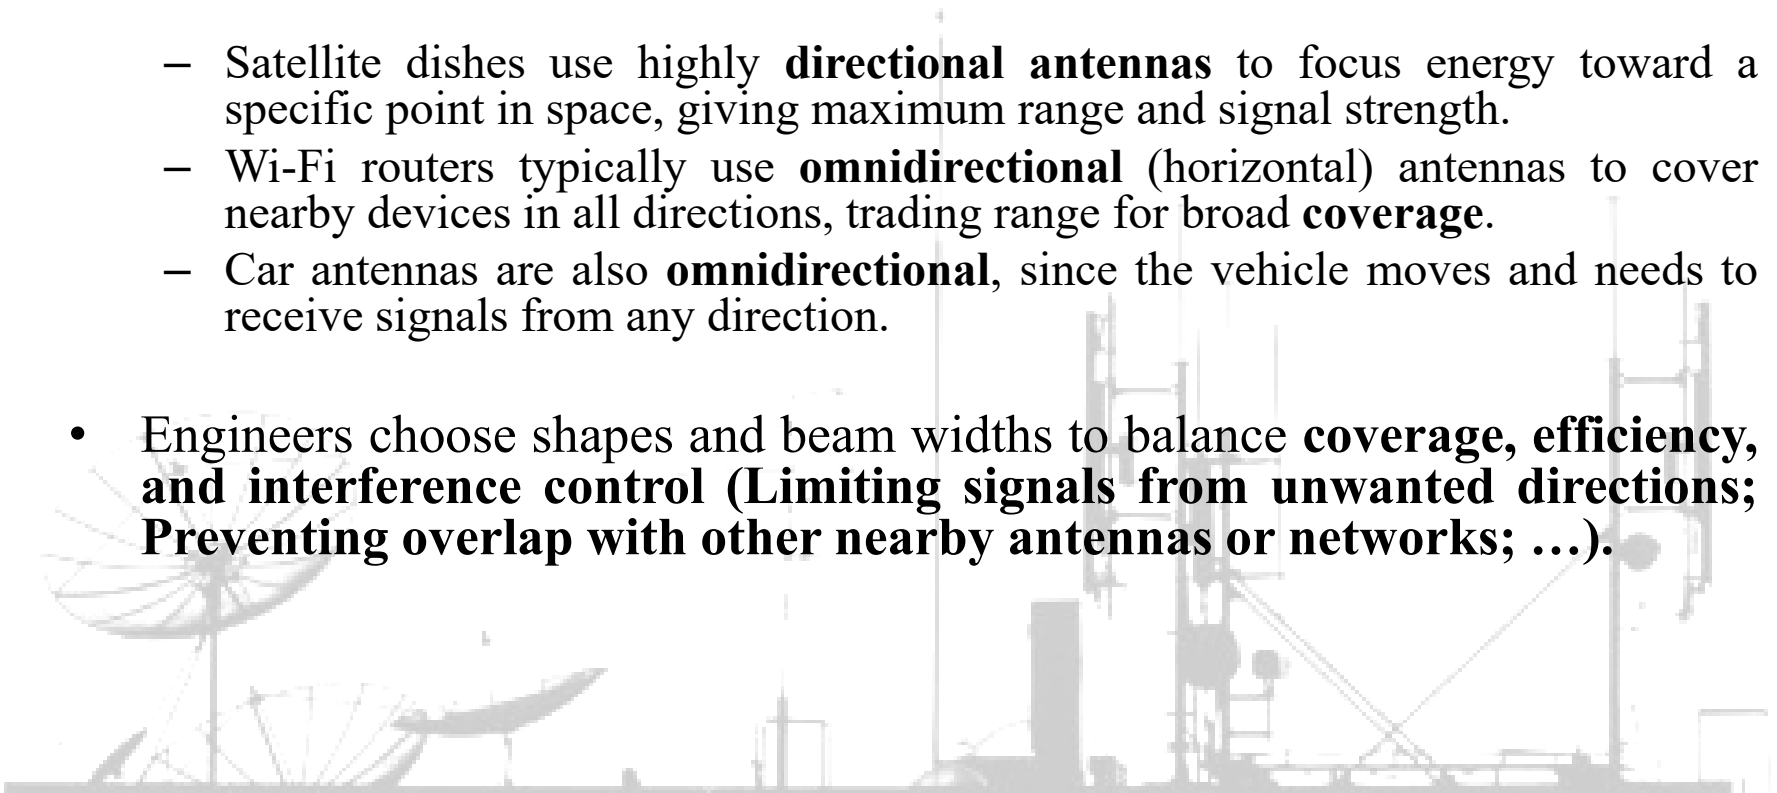 – Satellite dishes use highly directional antennas to focus energy toward a
specific point in space, giving maximum range and signal strength.
– Wi-Fi routers typically use omnidirectional (horizontal) antennas to cover
nearby devices in all directions, trading range for broad coverage.
– Car antennas are also omnidirectional, since the vehicle moves and needs to
receive signals from any direction.
• Engineers choose shapes and beam widths to balance coverage, efficiency,
and interference control (Limiting signals from unwanted directions;
Preventing overlap with other nearby antennas or networks; …).